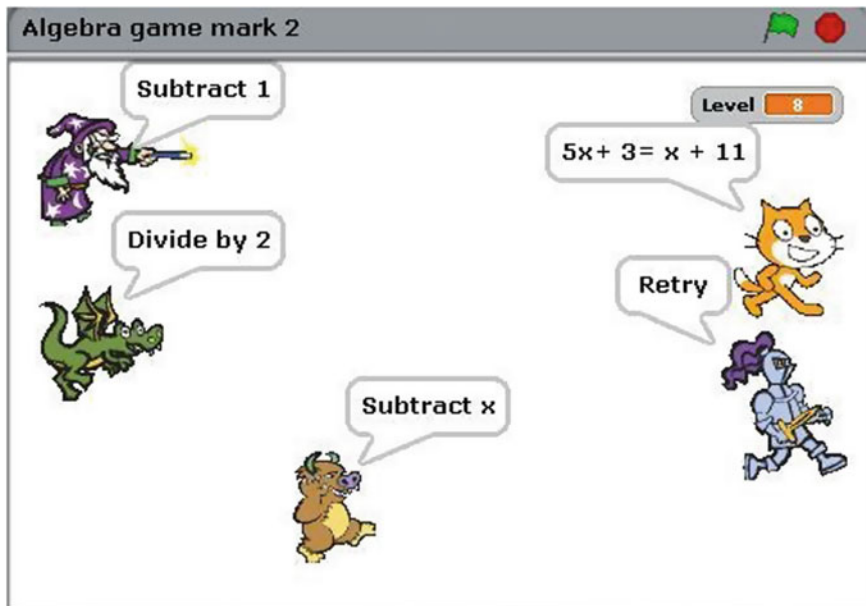 Algebra game mark 2
Subtract 1
Level 8
5x+ 3= x + 11
Divide by 2
Retry
Subtract x